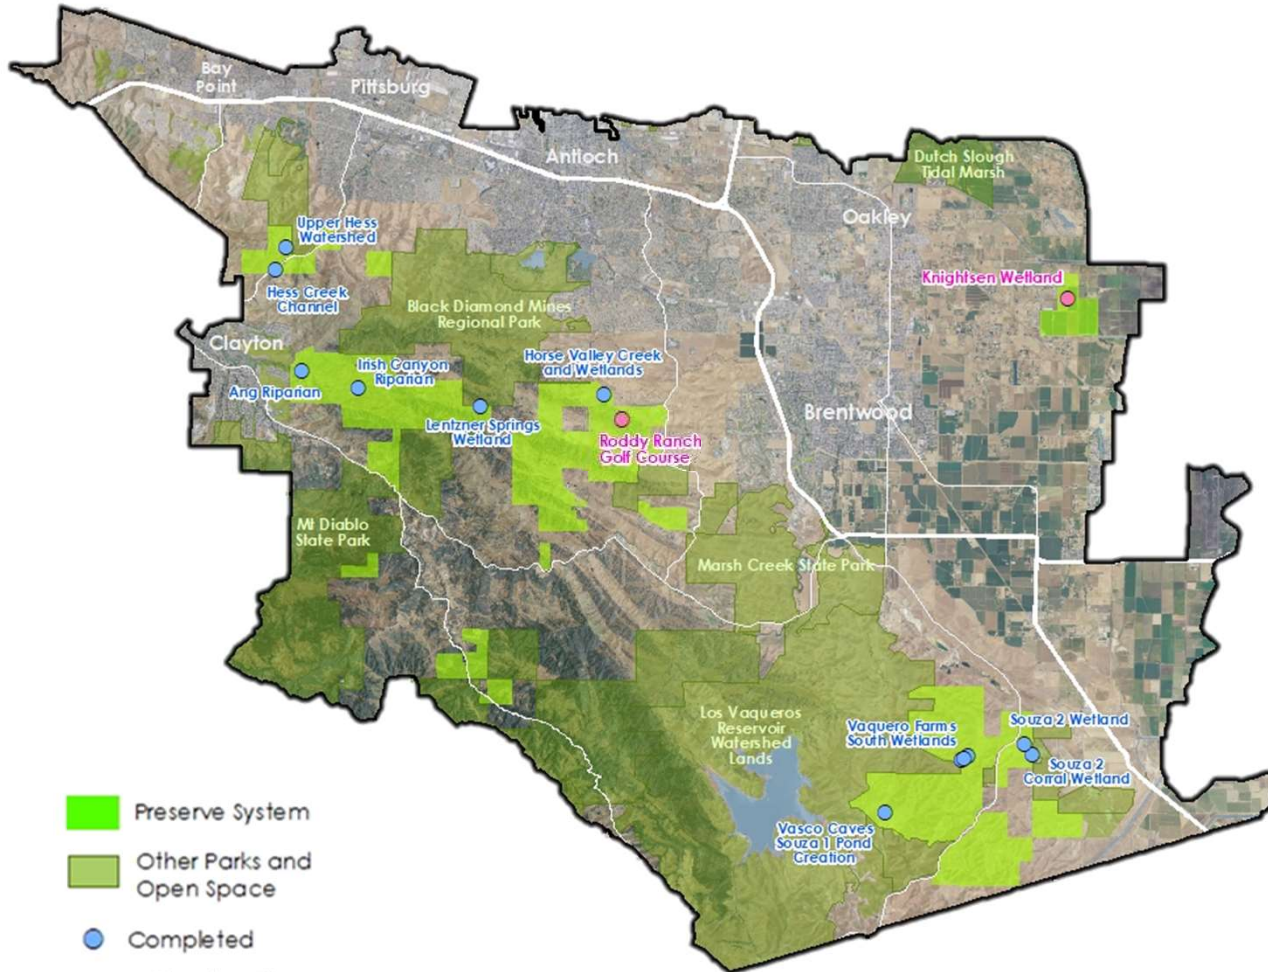 Bay
Point
Pittsburg
Antioch
Dutch Slough
Tidal Marsh
Oakley
Upper Hess
Watershed
Knightsen Wetland
Hess Creek
Channel
Black Diamond Mines
Regional Park
Clayton
Irish Canyon
Riparian
Horse Valley Creek
and Wetlands
Ang Riparian
Brentwood
Lentzner Springs
Wetland
Roddy Ranch
Golf Course
Mt Diablo
State Park
Marsh Creek State Park
Los Vaqueros
Reservoir
Watershed
Lands
Vaquero Farms
South Wetlands
Souza 2 Wetland
Souza 2
Corral Wetland
Vasco Caves
Souza 1 Pond
Creation
Preserve System
Other Parks and
Open Space
Completed